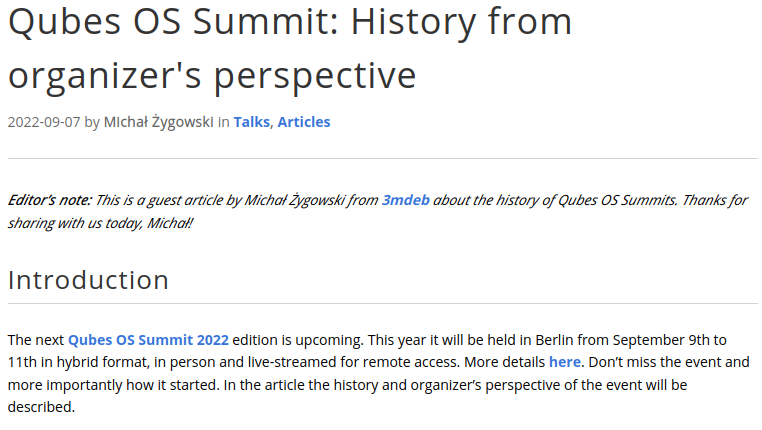 Qubes OS Summit: History from
organizer's perspective
2022-09-07 by Michał Żygowski in Talks, Articles
Editor’s note: This is a guest article by Michał Żygowski from 3mdeb about the history of Qubes OS Summits. Thanks for
sharing with us today, Michał!
Introduction
The next Qubes OS Summit 2022 edition is upcoming. This year it will be held in Berlin from September 9th to
11th in hybrid format, in person and live-streamed for remote access. More details here. Don’t miss the event and
more importantly how it started. In the article the history and organizer’s perspective of the event will be
described.